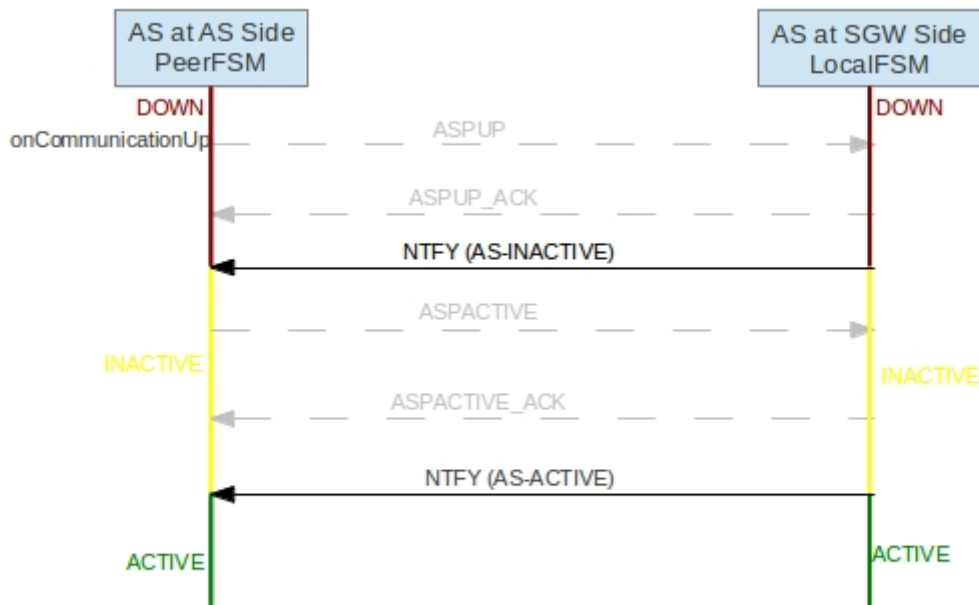 AS at AS Side
PeerFSM
AS at SGW Side
LocalFSM
DOWN
DOWN
onCommunicationUp
ASPUP
ASPUP_ACK
NTFY (AS-INACTIVE)
ASPACTIVE
INACTIVE
INACTIVE
ASPACTIVE_ACK
NTFY (AS-ACTIVE)
ACTIVE
ACTIVE